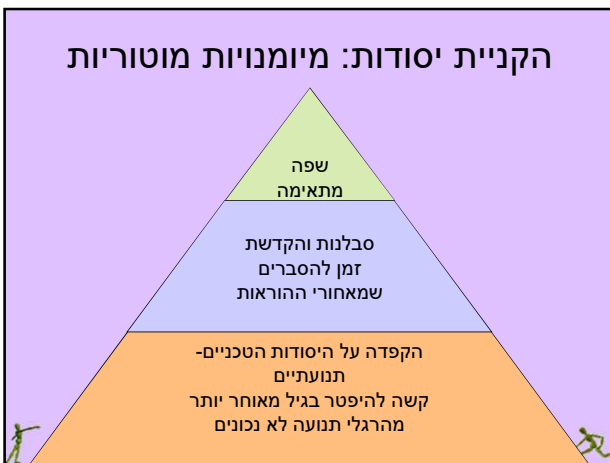 הקניית יסודות: מיומנויות מוטוריות
שפה
מתאימה
סבלנות והקדשת
זמן להסברים
שמאחורי ההוראות
הקפדה על היסודות הטכניים-
תנועתיים
קשה להיפטר בגיל מאוחר יותר
מהרגלי תנועה לא נכונים